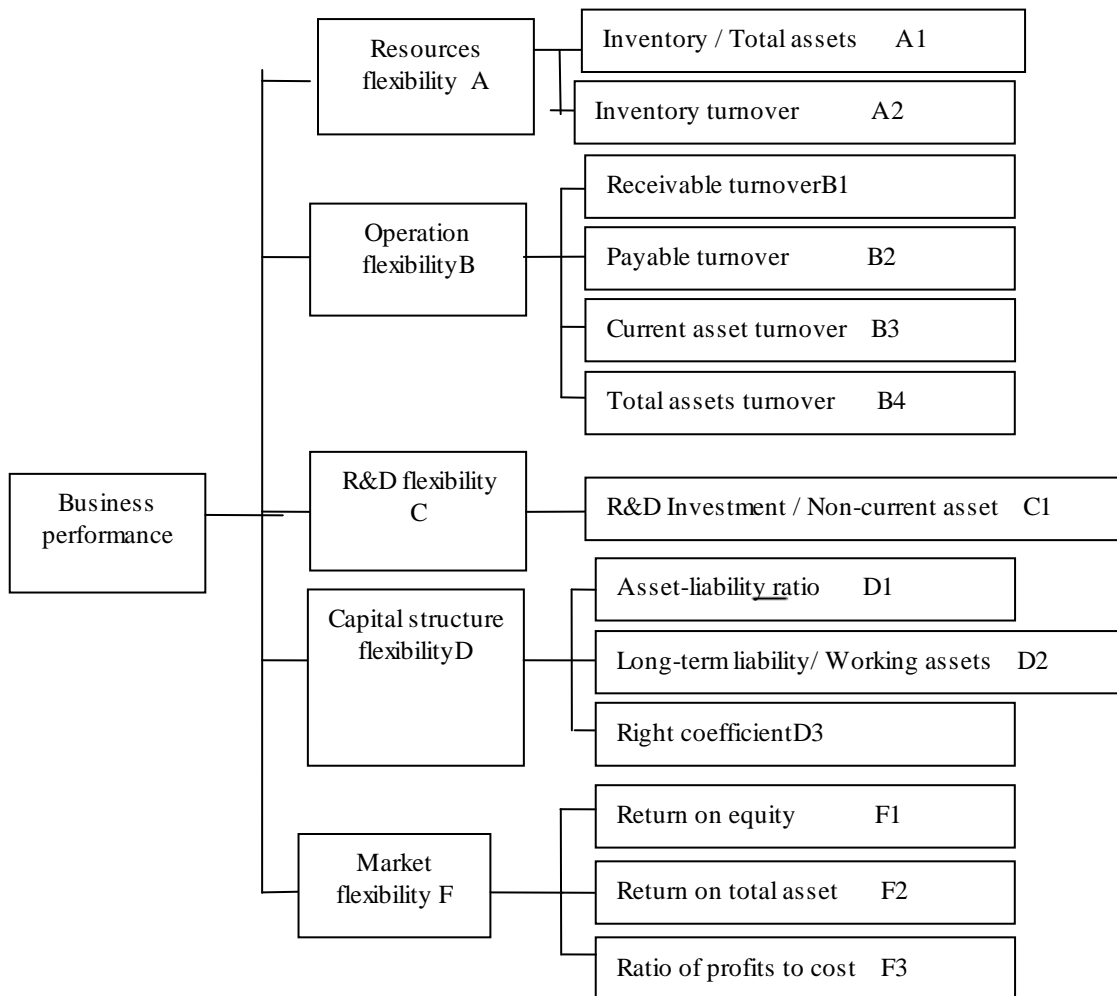 Resources
flexibility A
Inventory / Total assets A1
Inventory turnover A2
Operation
flexibilityB
Receivable turnoverB1
Payable turnover B2
Current asset turnover B3
Total assets turnover B4
Business
performance
R&D flexibility
C
R&D Investment / Non-current asset C1
Capital structure
flexibilityD
Asset-liability ratio D1
Long-term liability/ Working assets D2
Right coefficientD3
Market
flexibility F
Return on equity F1
Return on total asset F2
Ratio of profits to cost F3